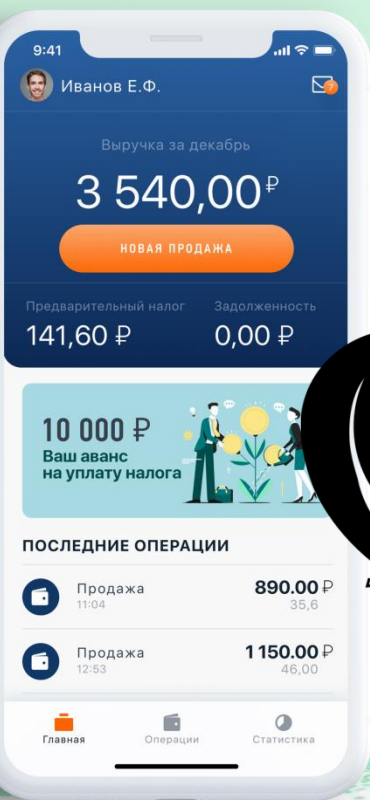 9:41
Иванов Е.Ф.
7
Выручка за декабрь
3 540,00 ₽
НОВАЯ ПРОДАЖА
Предварительный налог
Задолженность
141,60 ₽
0,00 ₽
10 000 ₽
Ваш аванс
на уплату налога
ПОСЛЕДНИЕ ОПЕРАЦИИ
Продажа
890.00 ₽
11:04
35,6
Продажа
1 150.00 ₽
12:53
46,00
Главная
Операции
Статистика